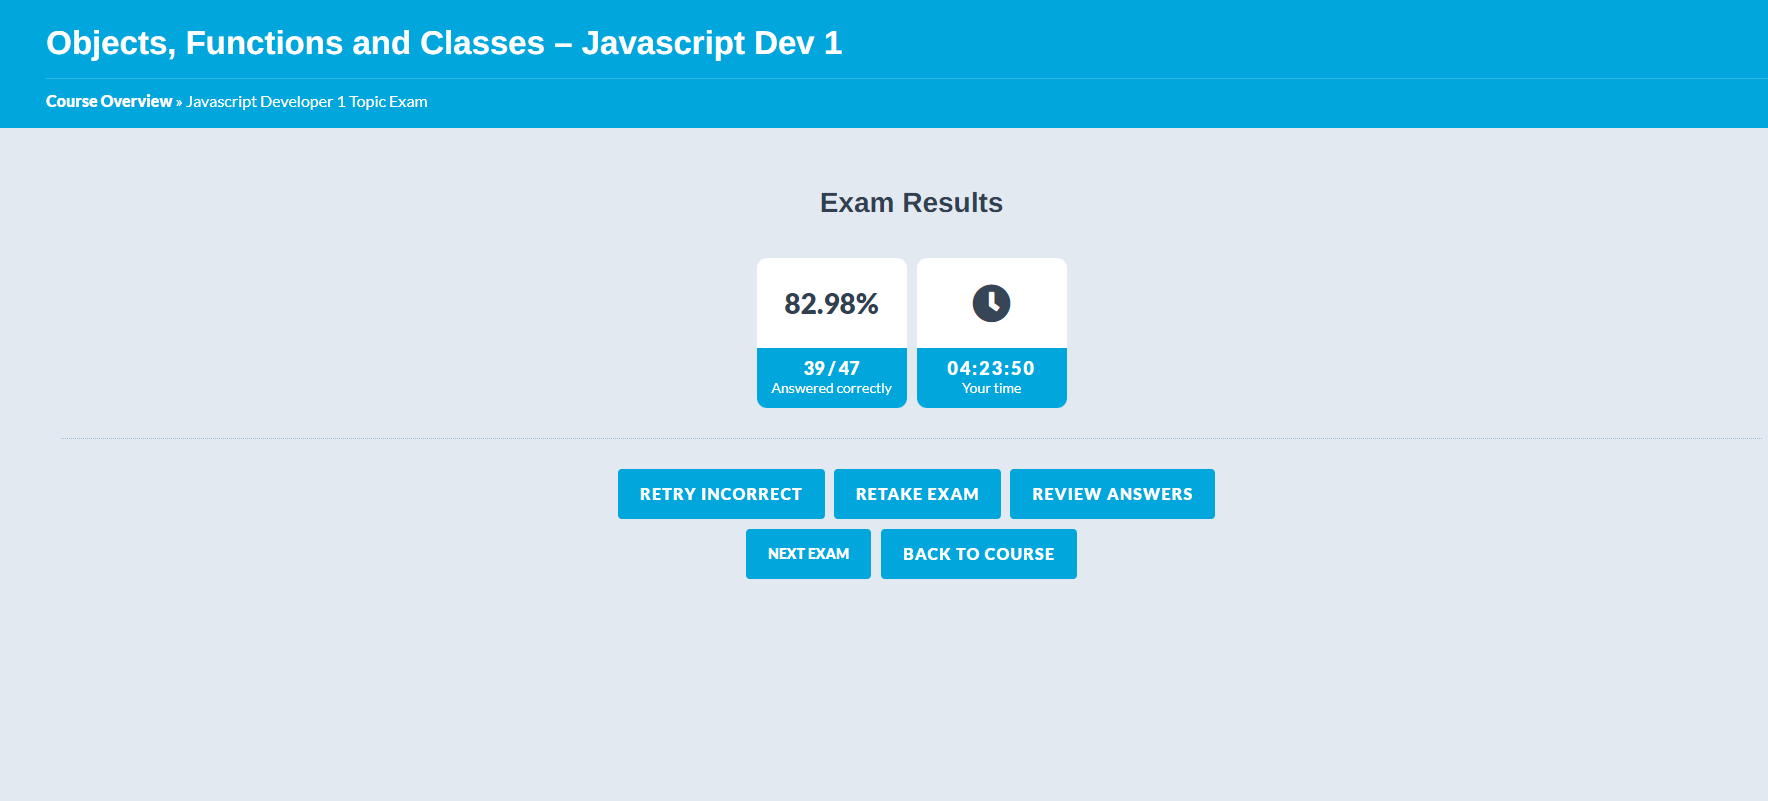 Objects, Functions and Classes – Javascript Dev 1
Course Overview » Javascript Developer 1 Topic Exam
Exam Results
82.98%
39 / 47
Answered correctly
04:23:50
Your time
RETRY INCORRECT
RETAKE EXAM
REVIEW ANSWERS
NEXT EXAM
BACK TO COURSE